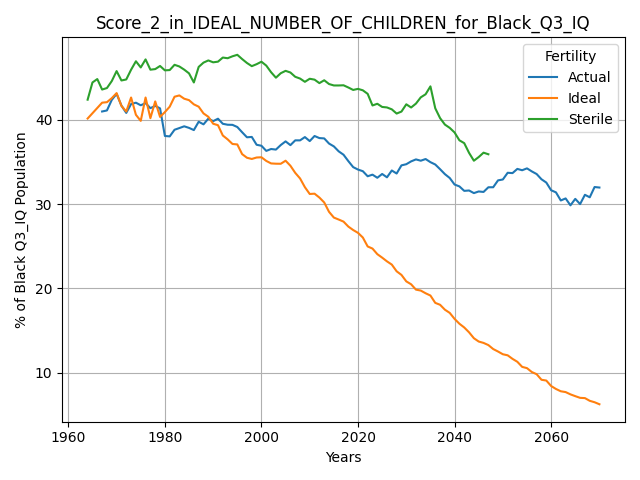 Score_2_in_IDEAL_NUMBER_OF_CHILDREN_for_Black_Q3_IQ
Fertility
Actual
Ideal
Sterile
% of Black Q3_IQ Population
40
30
20
10
1960
1980
2000
2020
2040
2060
Years